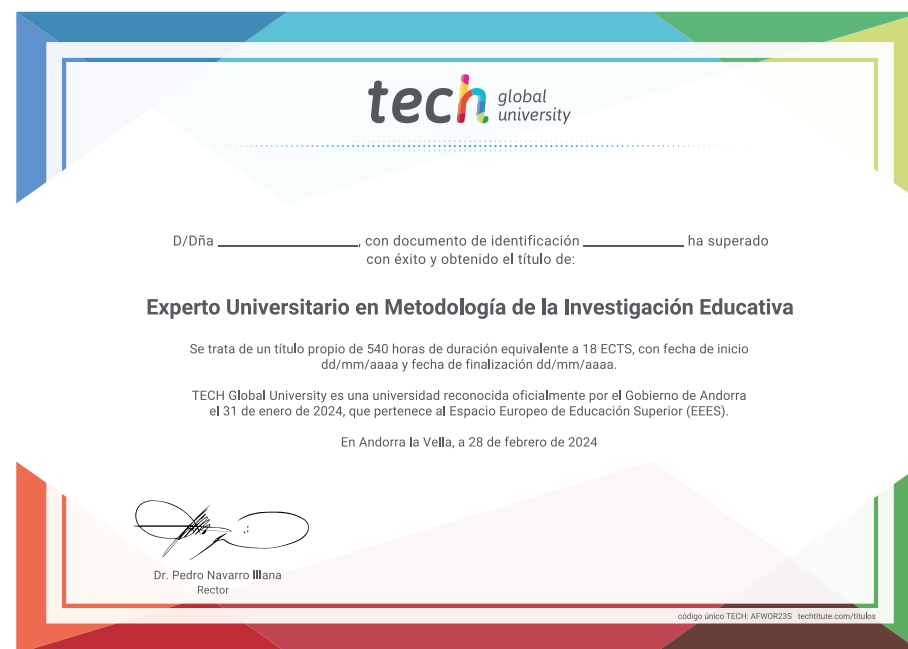 tech global university
D/Dña ____________________, con documento de identificación ______________ ha superado
con éxito y obtenido el título de:
Experto Universitario en Metodología de la Investigación Educativa
Se trata de un título propio de 540 horas de duración equivalente a 18 ECTS, con fecha de inicio
dd/mm/aaaa y fecha de finalización dd/mm/aaaa.
TECH Global University es una universidad reconocida oficialmente por el Gobierno de Andorra
el 31 de enero de 2024, que pertenece al Espacio Europeo de Educación Superior (EEES).
En Andorra la Vella, a 28 de febrero de 2024
Dr. Pedro Navarro Illana
Rector
código único TECH: AFWOR23S techtitute.com/titulos